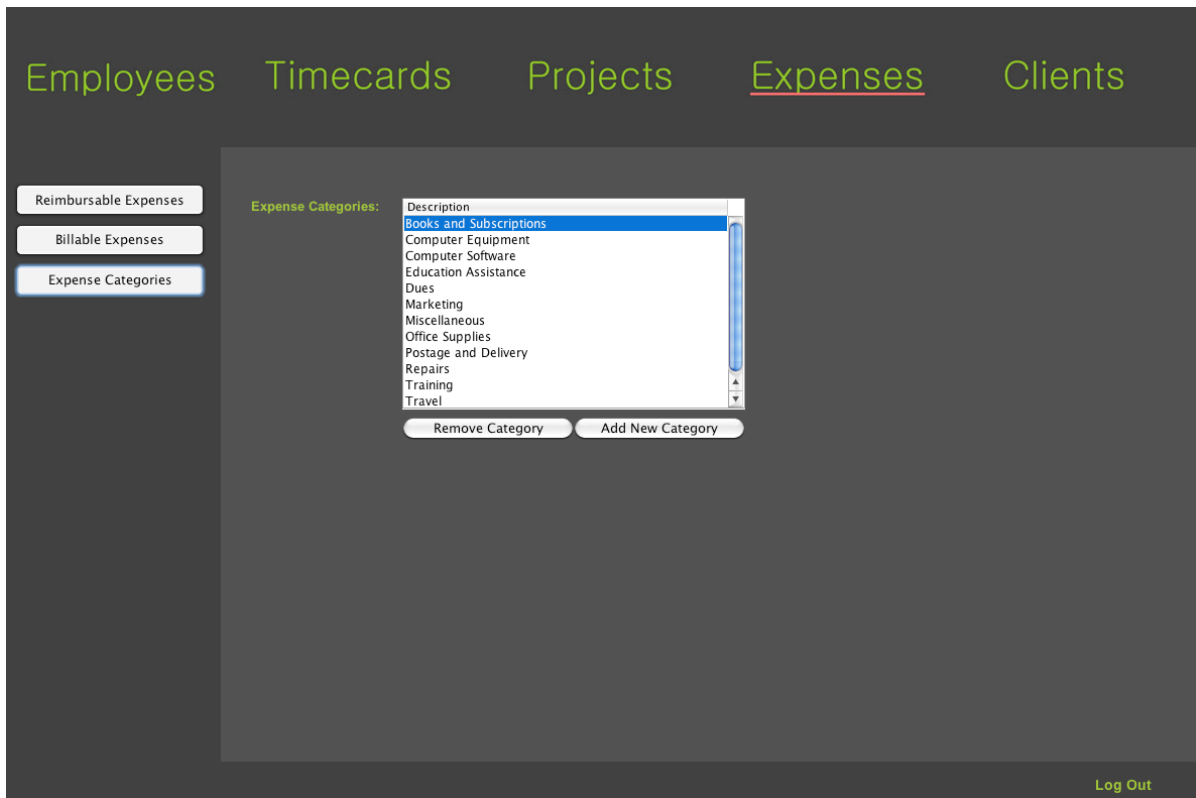 Employees Timecards Projects Expenses Clients
Reimbursable Expenses
Billable Expenses
Expense Categories
Expense Categories:
Description
Books and Subscriptions
Computer Equipment
Computer Software
Education Assistance
Dues
Marketing
Miscellaneous
Office Supplies
Postage and Delivery
Repairs
Training
Travel
Remove Category Add New Category
Log Out